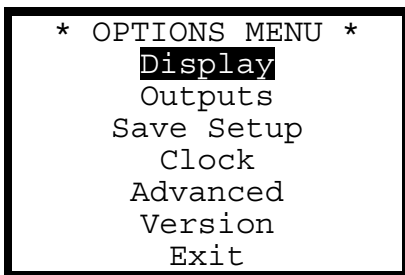 * OPTIONS MENU *
Display
Outputs
Save Setup
Clock
Advanced
Version
Exit